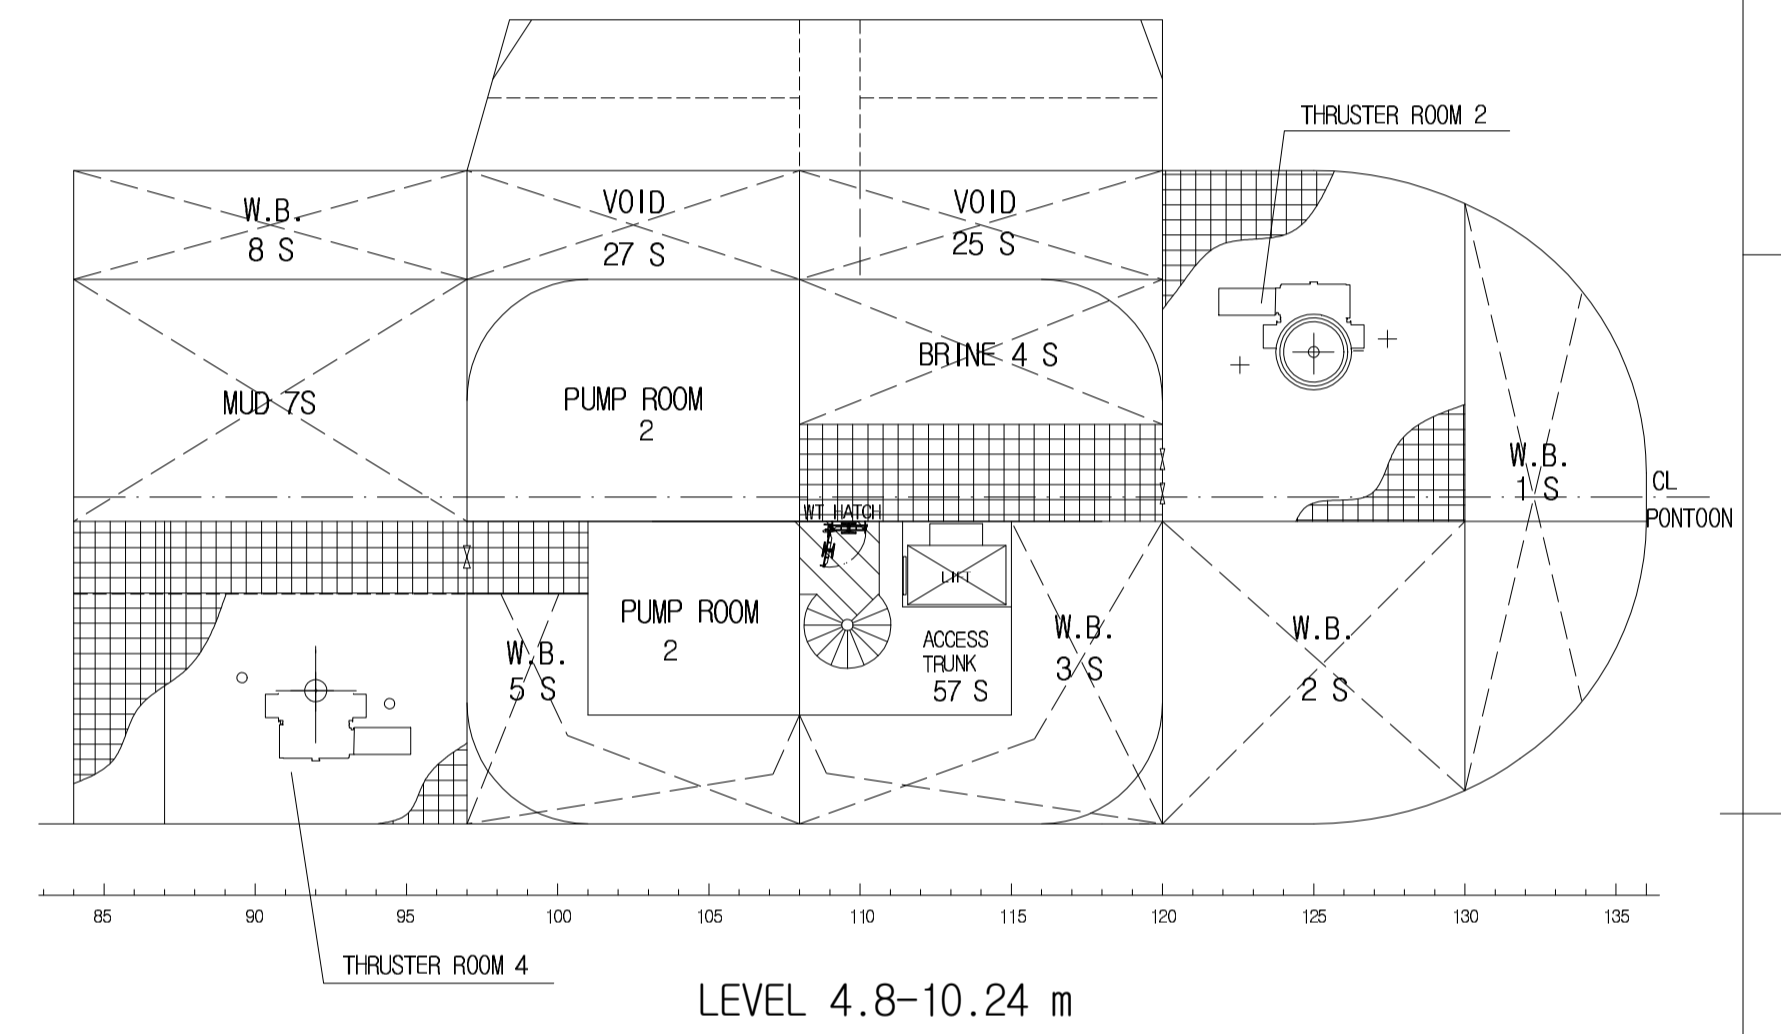 THRUSTER ROOM 2
W.B.
8 S
VOID
27 S
VOID
25 S
MUD 7S
PUMP ROOM
2
BRINE 4 S
W.B.
1 S
CL
PONTOON
WT HATCH
LIFT
PUMP ROOM
2
ACCESS
TRUNK
57 S
W.B.
3 S
W.B.
2 S
W.B.
5 S
85 90 95 100 105 110 115 120 125 130 135
THRUSTER ROOM 4
LEVEL 4.8-10.24 m